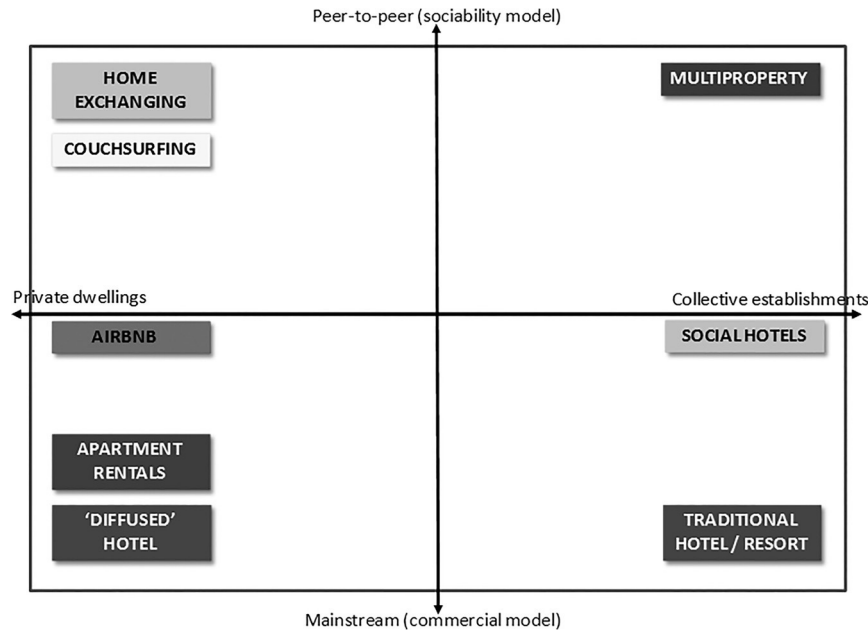 Peer-to-peer (sociability model)
HOME
EXCHANGING
MULTIPROPERTY
COUCHSURFING
Private dwellings
Collective establishments
AIRBNB
SOCIAL HOTELS
APARTMENT
RENTALS
‘DIFFUSED’
HOTEL
TRADITIONAL
HOTEL / RESORT
Mainstream (commercial model)